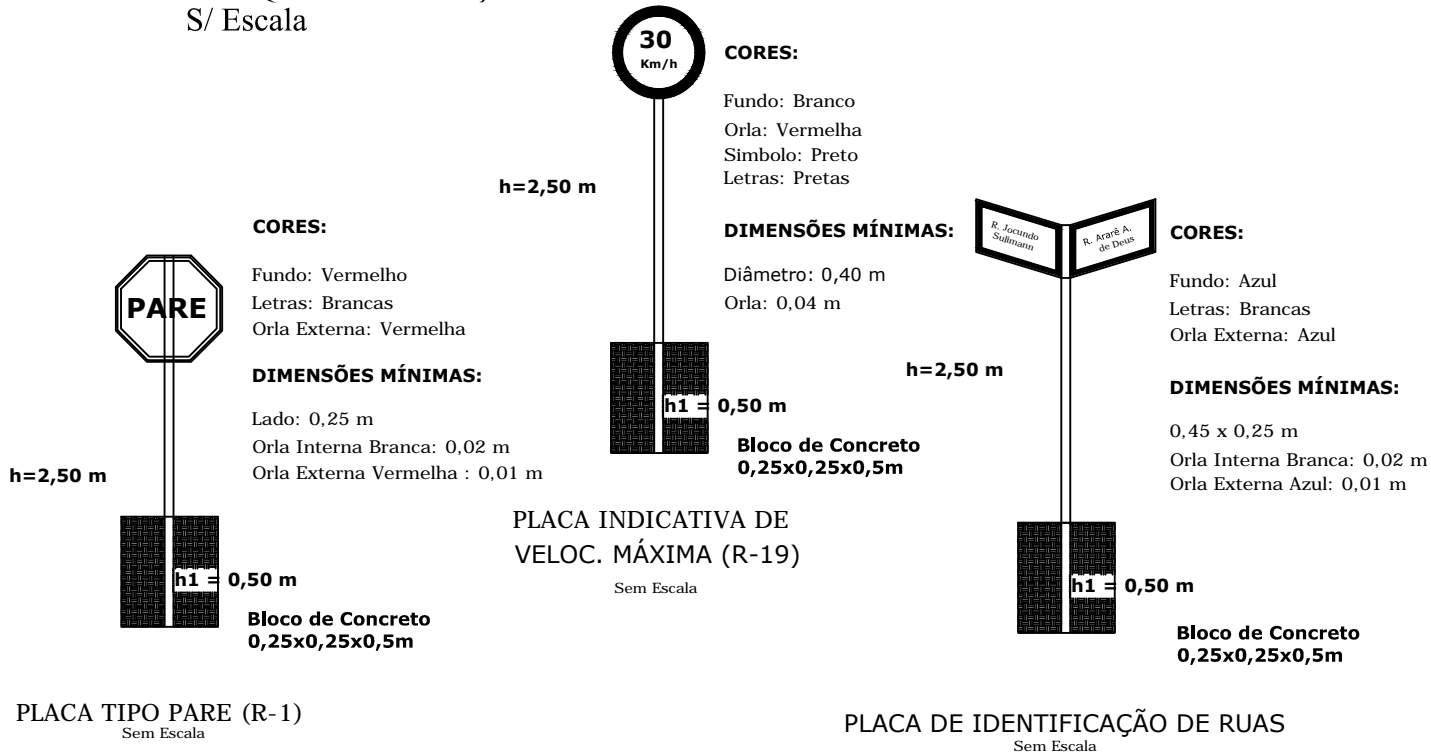 S/ Escala
30
Km/h
CORES:
Fundo: Branco
Orla: Vermelha
Simbolo: Preto
Letras: Pretas
h=2,50 m
DIMENSÕES MÍNIMAS:
Diâmetro: 0,40 m
Orla: 0,04 m
h1 = 0,50 m
Bloco de Concreto
0,25x0,25x0,5m
PLACA INDICATIVA DE
VELOC. MÁXIMA (R-19)
Sem Escala
CORES:
Fundo: Vermelho
Letras: Brancas
Orla Externa: Vermelha
PARE
DIMENSÕES MÍNIMAS:
Lado: 0,25 m
Orla Interna Branca: 0,02 m
Orla Externa Vermelha : 0,01 m
h=2,50 m
h1 = 0,50 m
Bloco de Concreto
0,25x0,25x0,5m
PLACA TIPO PARE (R-1)
Sem Escala
R. Jocundo
Sullmann
R. Ararê A.
de Deus
CORES:
Fundo: Azul
Letras: Brancas
Orla Externa: Azul
h=2,50 m
DIMENSÕES MÍNIMAS:
0,45 x 0,25 m
Orla Interna Branca: 0,02 m
Orla Externa Azul: 0,01 m
h1 = 0,50 m
Bloco de Concreto
0,25x0,25x0,5m
PLACA DE IDENTIFICAÇÃO DE RUAS
Sem Escala